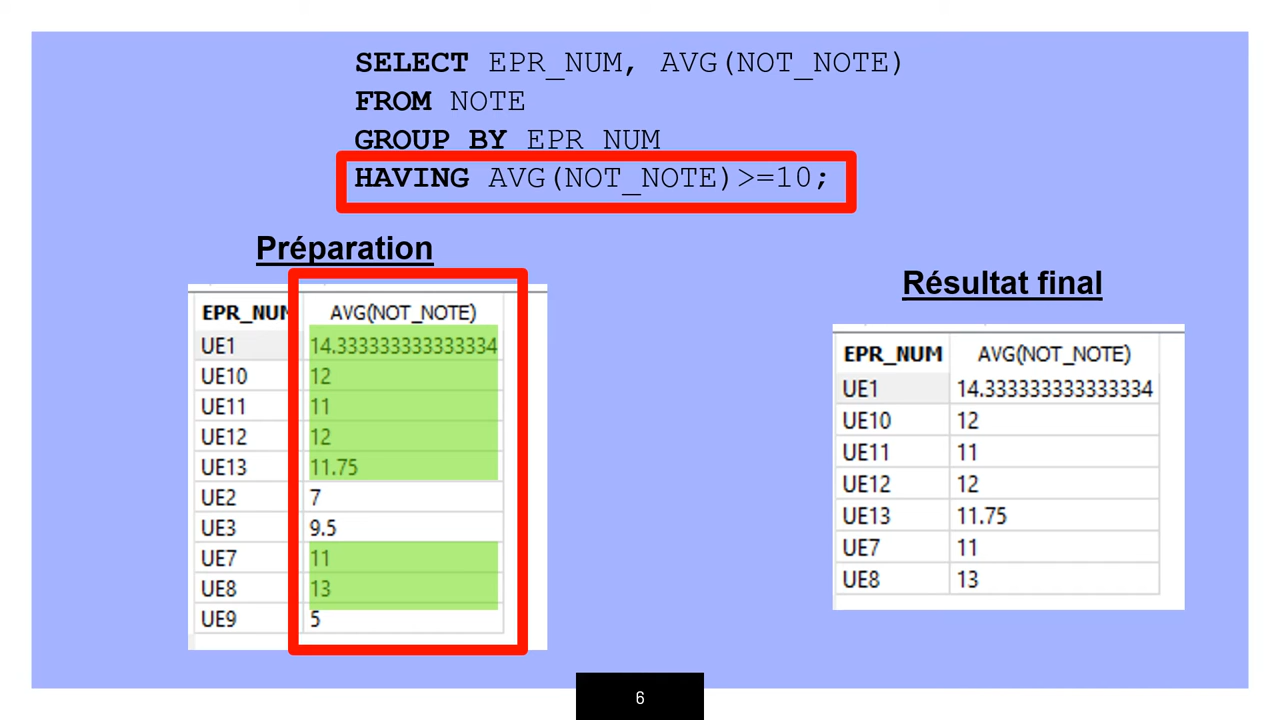 SELECT EPR_NUM, AVG(NOT_NOTE)
FROM NOTE
GROUP BY EPR_NUM
HAVING AVG(NOT_NOTE)>=10;
Préparation
EPR_NUM AVG(NOT_NOTE)
UE1 14.333333333333334
UE10 12
UE11 11
UE12 12
UE13 11.75
UE2 7
UE3 9.5
UE7 11
UE8 13
UE9 5
Résultat final
EPR_NUM AVG(NOT_NOTE)
UE1 14.333333333333334
UE10 12
UE11 11
UE12 12
UE13 11.75
UE7 11
UE8 13
6